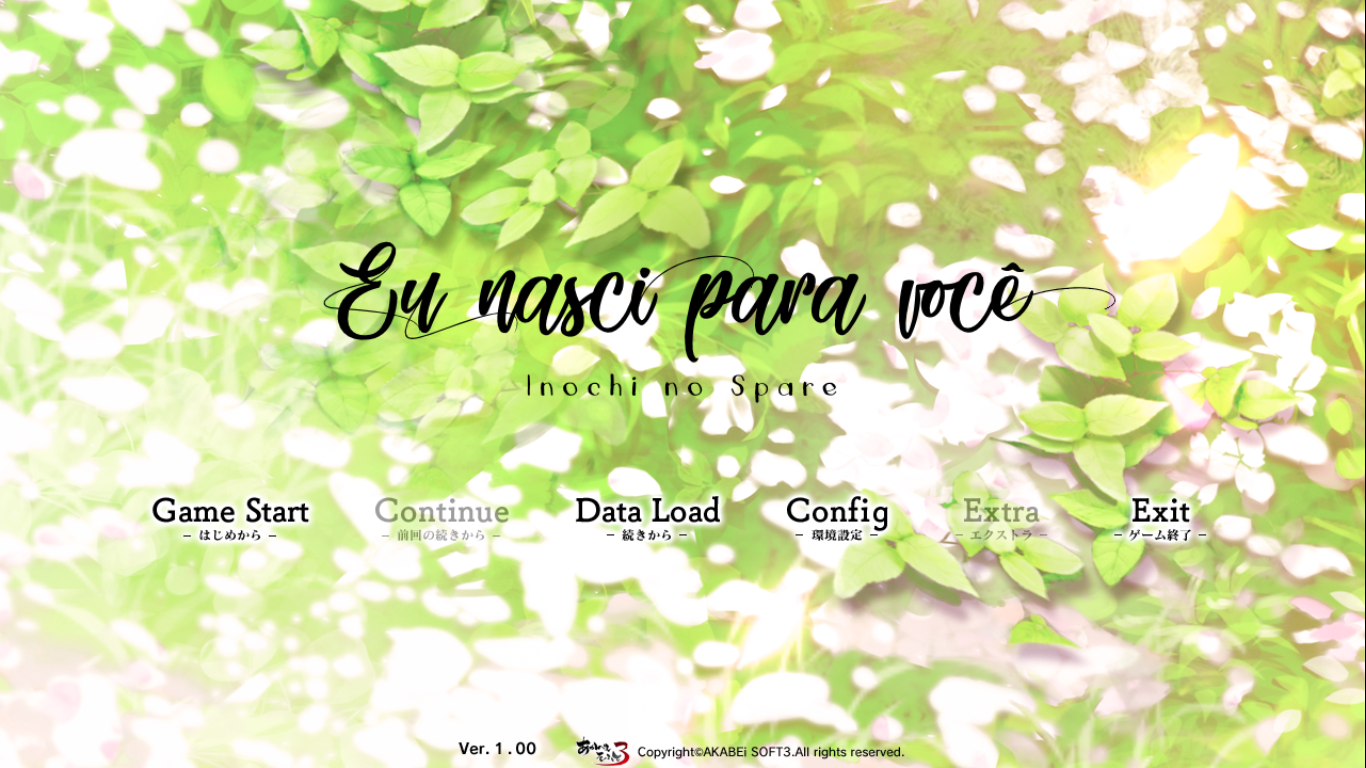 Eu nasci para você
Inochi no Spare
Game Start Continue Data Load Config Extra Exit
– はじめから – – 前回の続きから – – 続きから – – 環境設定 – – エクストラ – – ゲーム終了 –
Ver. 1.00 あかべぇそふと3 Copyright©AKABEi SOFT3.All rights reserved.